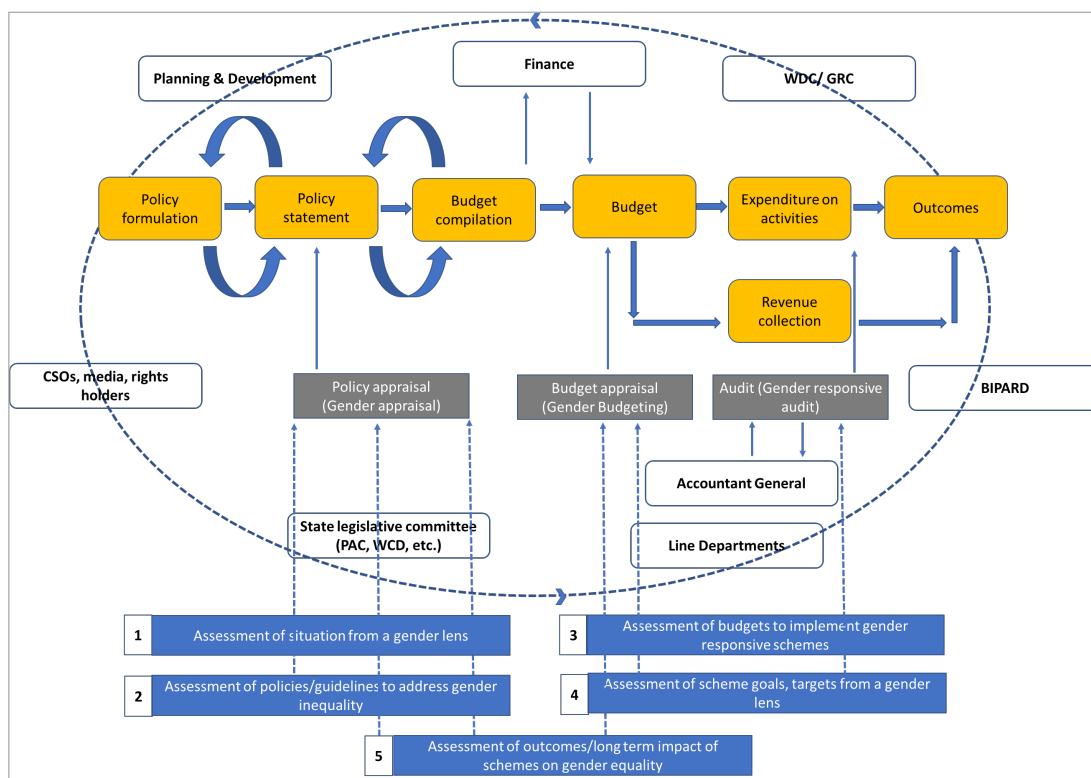 Planning & Development
Finance
WDC/ GRC
Policy
formulation
Policy
statement
Budget
compilation
Budget
Expenditure on
activities
Outcomes
Revenue
collection
CSOs, media, rights
holders
Policy appraisal
(Gender appraisal)
Budget appraisal
(Gender Budgeting)
Audit (Gender responsive
audit)
BIPARD
Accountant General
State legislative committee
(PAC, WCD, etc.)
Line Departments
1
Assessment of situation from a gender lens
2
Assessment of policies/guidelines to address gender
inequality
3
Assessment of budgets to implement gender
responsive schemes
4
Assessment of scheme goals, targets from a gender
lens
5
Assessment of outcomes/long term impact of
schemes on gender equality